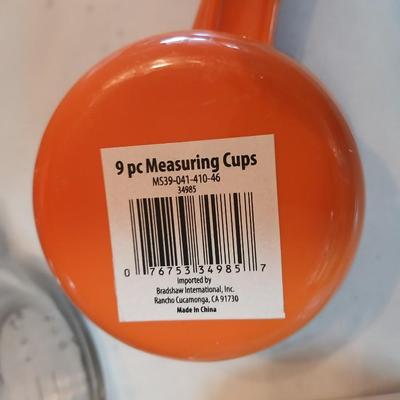 9 pc Measuring Cups
MS39-041-410-46
34985
0 76753 34985 7
Imported by
Bradshaw International, Inc.
Rancho Cucamonga, CA 91730
Made in China